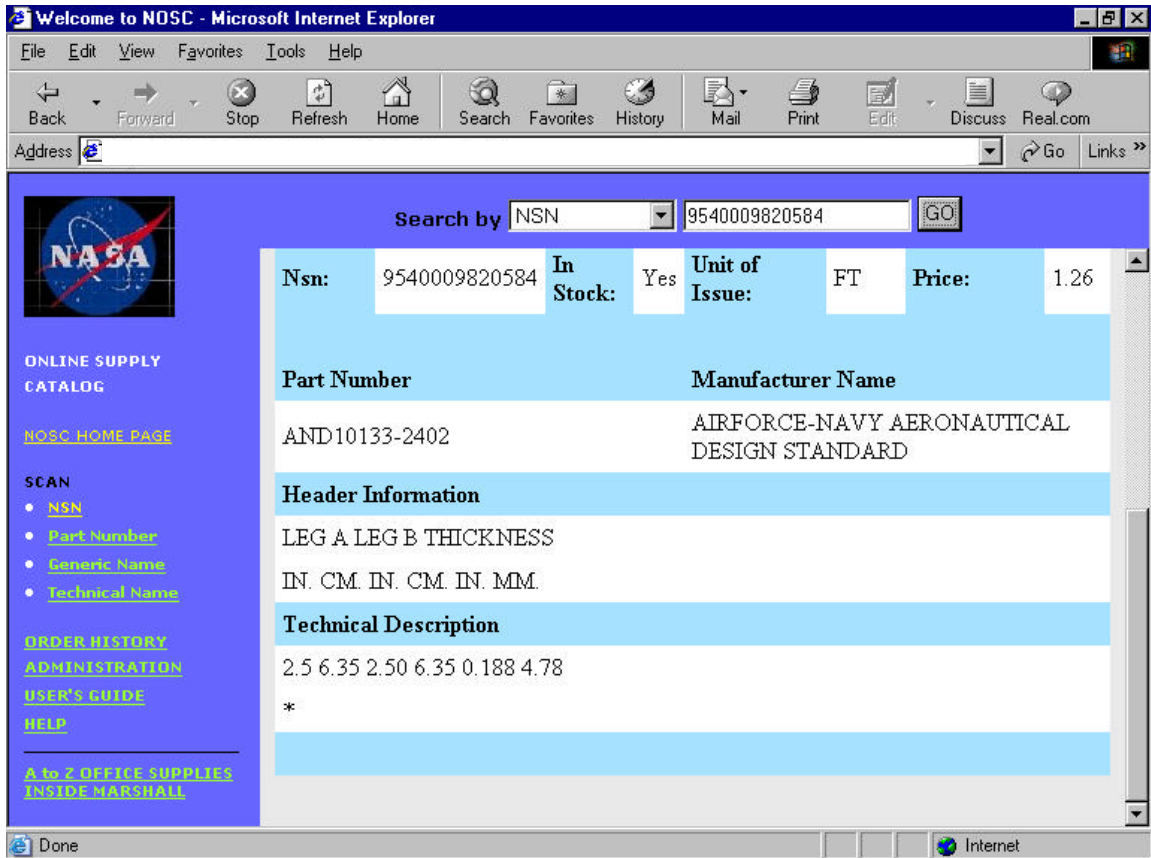 Welcome to NOSC - Microsoft Internet Explorer
File Edit View Favorites Tools Help
Back Forward Stop Refresh Home Search Favorites History Mail Print Edit Discuss Real.com
Address Go Links »
NASA
Search by NSN 9540009820584 GO
Nsn: 9540009820584 In Stock: Yes Unit of Issue: FT Price: 1.26
ONLINE SUPPLY
CATALOG
NOSC HOME PAGE
SCAN
• NSN
• Part Number
• Generic Name
• Technical Name
ORDER HISTORY
ADMINISTRATION
USER'S GUIDE
HELP
A to Z OFFICE SUPPLIES
INSIDE MARSHALL
Part Number Manufacturer Name
AND10133-2402 AIRFORCE-NAVY AERONAUTICAL
DESIGN STANDARD
Header Information
LEG A LEG B THICKNESS
IN. CM. IN. CM. IN. MM.
Technical Description
2.5 6.35 2.50 6.35 0.188 4.78
*
Done Internet